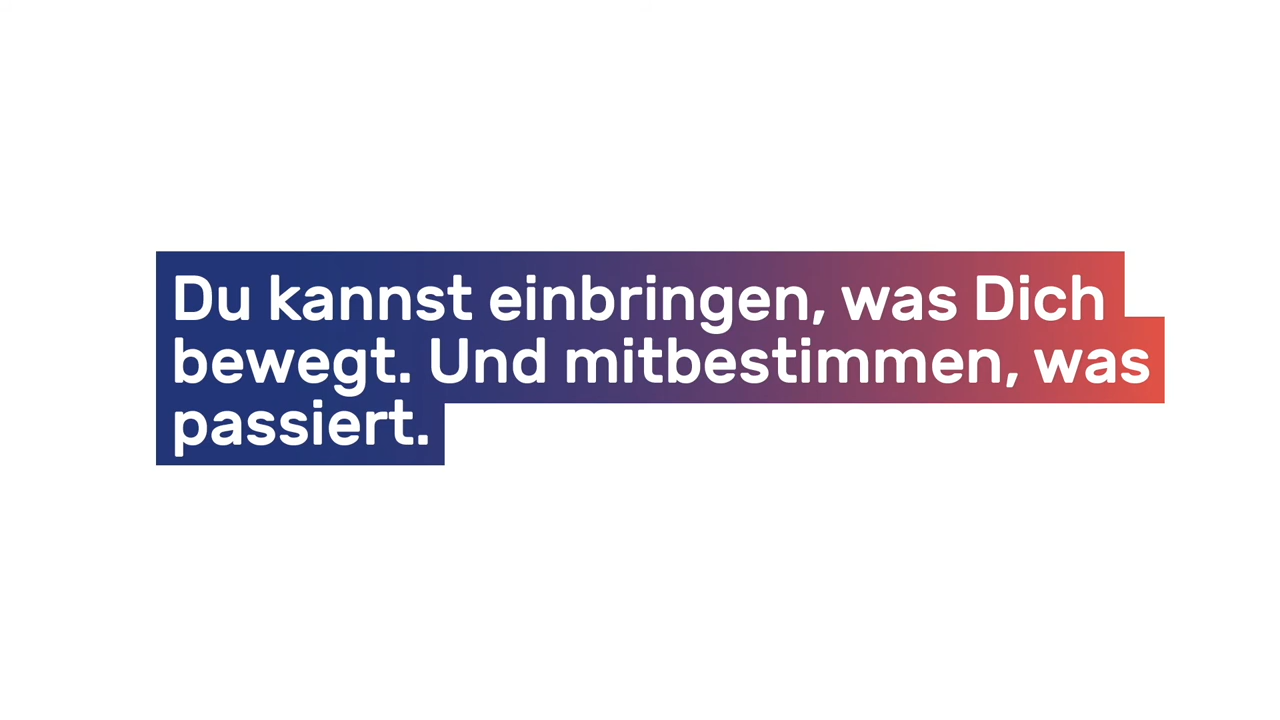 Du kannst einbringen, was Dich
bewegt. Und mitbestimmen, was
passiert.